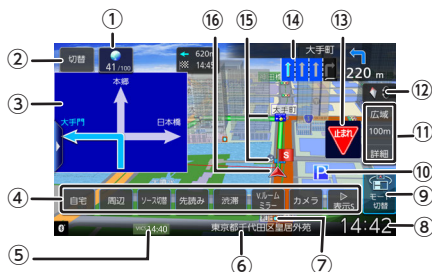 ① ⑯ ⑮ ⑭ ⑬
② 切替
41/100
620m
14:45
大手町
220 m
③
本郷
大手門
日本橋
大手町
止まれ
⑫
広域
100m
詳細
⑪
S
P
⑩
④
自宅 周辺 ソース切替 先読み 渋滞 V.ルームミラー カメラ 表示S
⑨
切替
VICS 14:40
東京都千代田区皇居外苑
14:42
⑧
⑤ ⑥ ⑦